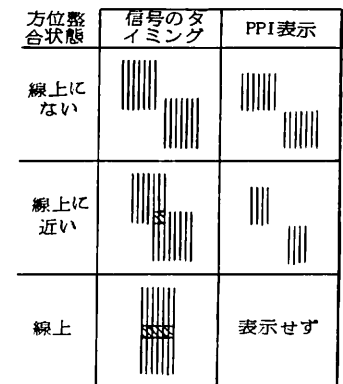 方位整
合状態
信号のタ
イミング
PPI表示
線上に
ない
線上に
近い
線上
表示せず